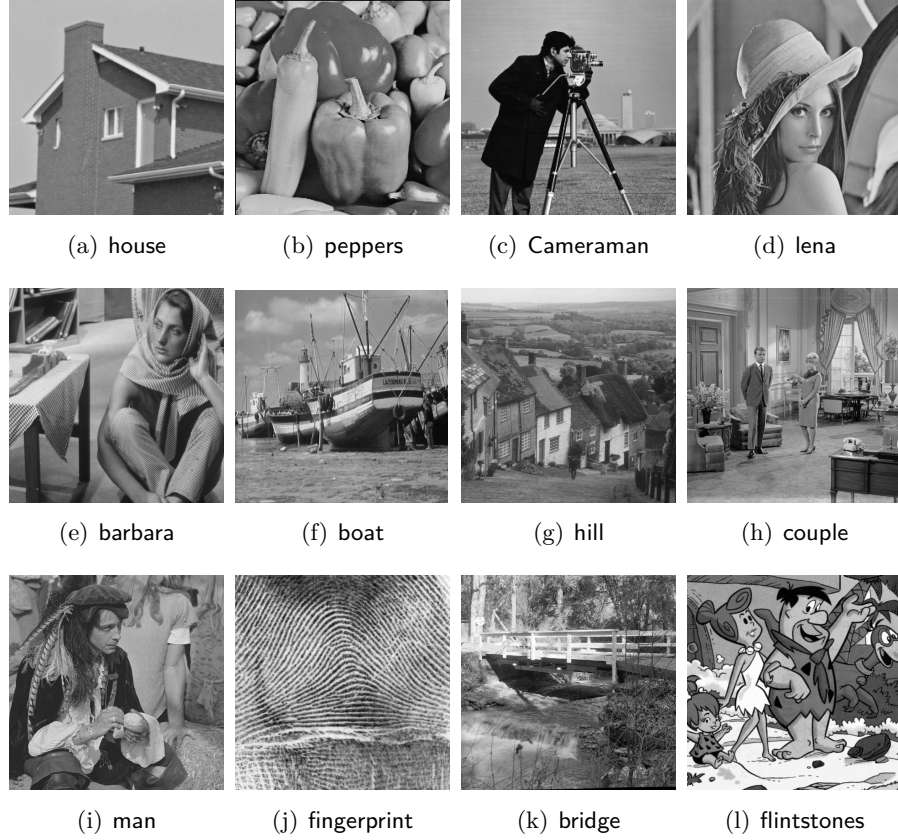 (a) house
(b) peppers
(c) Cameraman
(d) lena
(e) barbara
(f) boat
(g) hill
(h) couple
(i) man
(j) fingerprint
(k) bridge
(l) flintstones